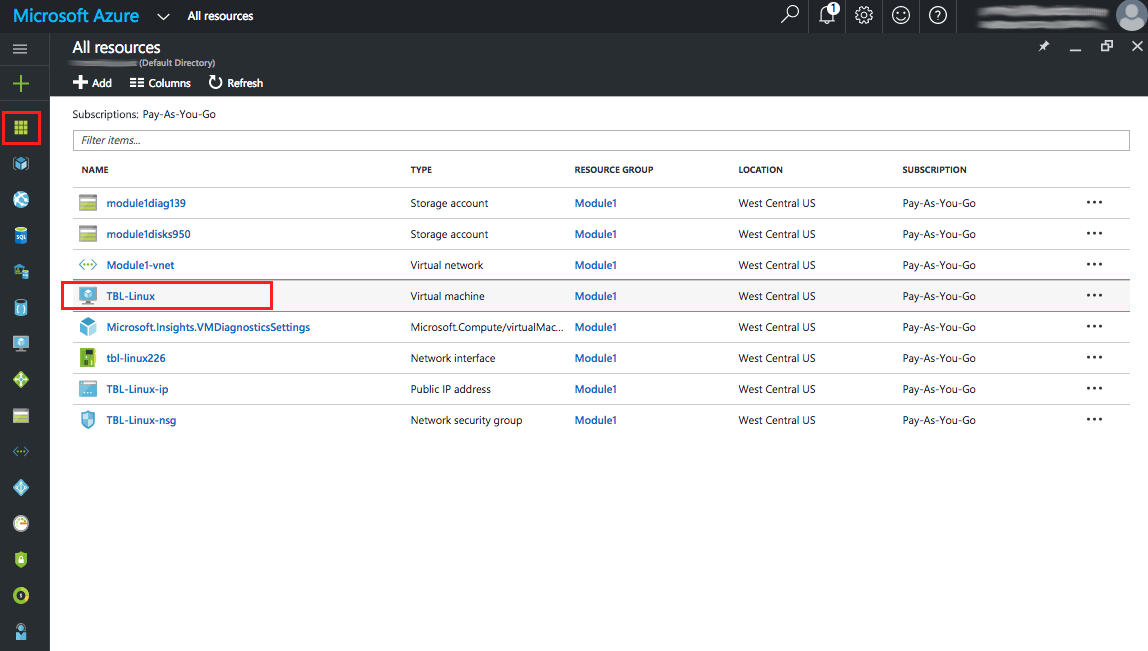 Microsoft Azure All resources 1
All resources
(Default Directory)
Add Columns Refresh
Subscriptions: Pay-As-You-Go
Filter items...
NAME TYPE RESOURCE GROUP LOCATION SUBSCRIPTION
module1diag139 Storage account Module1 West Central US Pay-As-You-Go ...
module1disks950 Storage account Module1 West Central US Pay-As-You-Go ...
Module1-vnet Virtual network Module1 West Central US Pay-As-You-Go ...
TBL-Linux Virtual machine Module1 West Central US Pay-As-You-Go ...
Microsoft.Insights.VMDiagnosticsSettings Microsoft.Compute/virtualMac... Module1 West Central US Pay-As-You-Go ...
tbl-linux226 Network interface Module1 West Central US Pay-As-You-Go ...
TBL-Linux-ip Public IP address Module1 West Central US Pay-As-You-Go ...
TBL-Linux-nsg Network security group Module1 West Central US Pay-As-You-Go ...
SQL